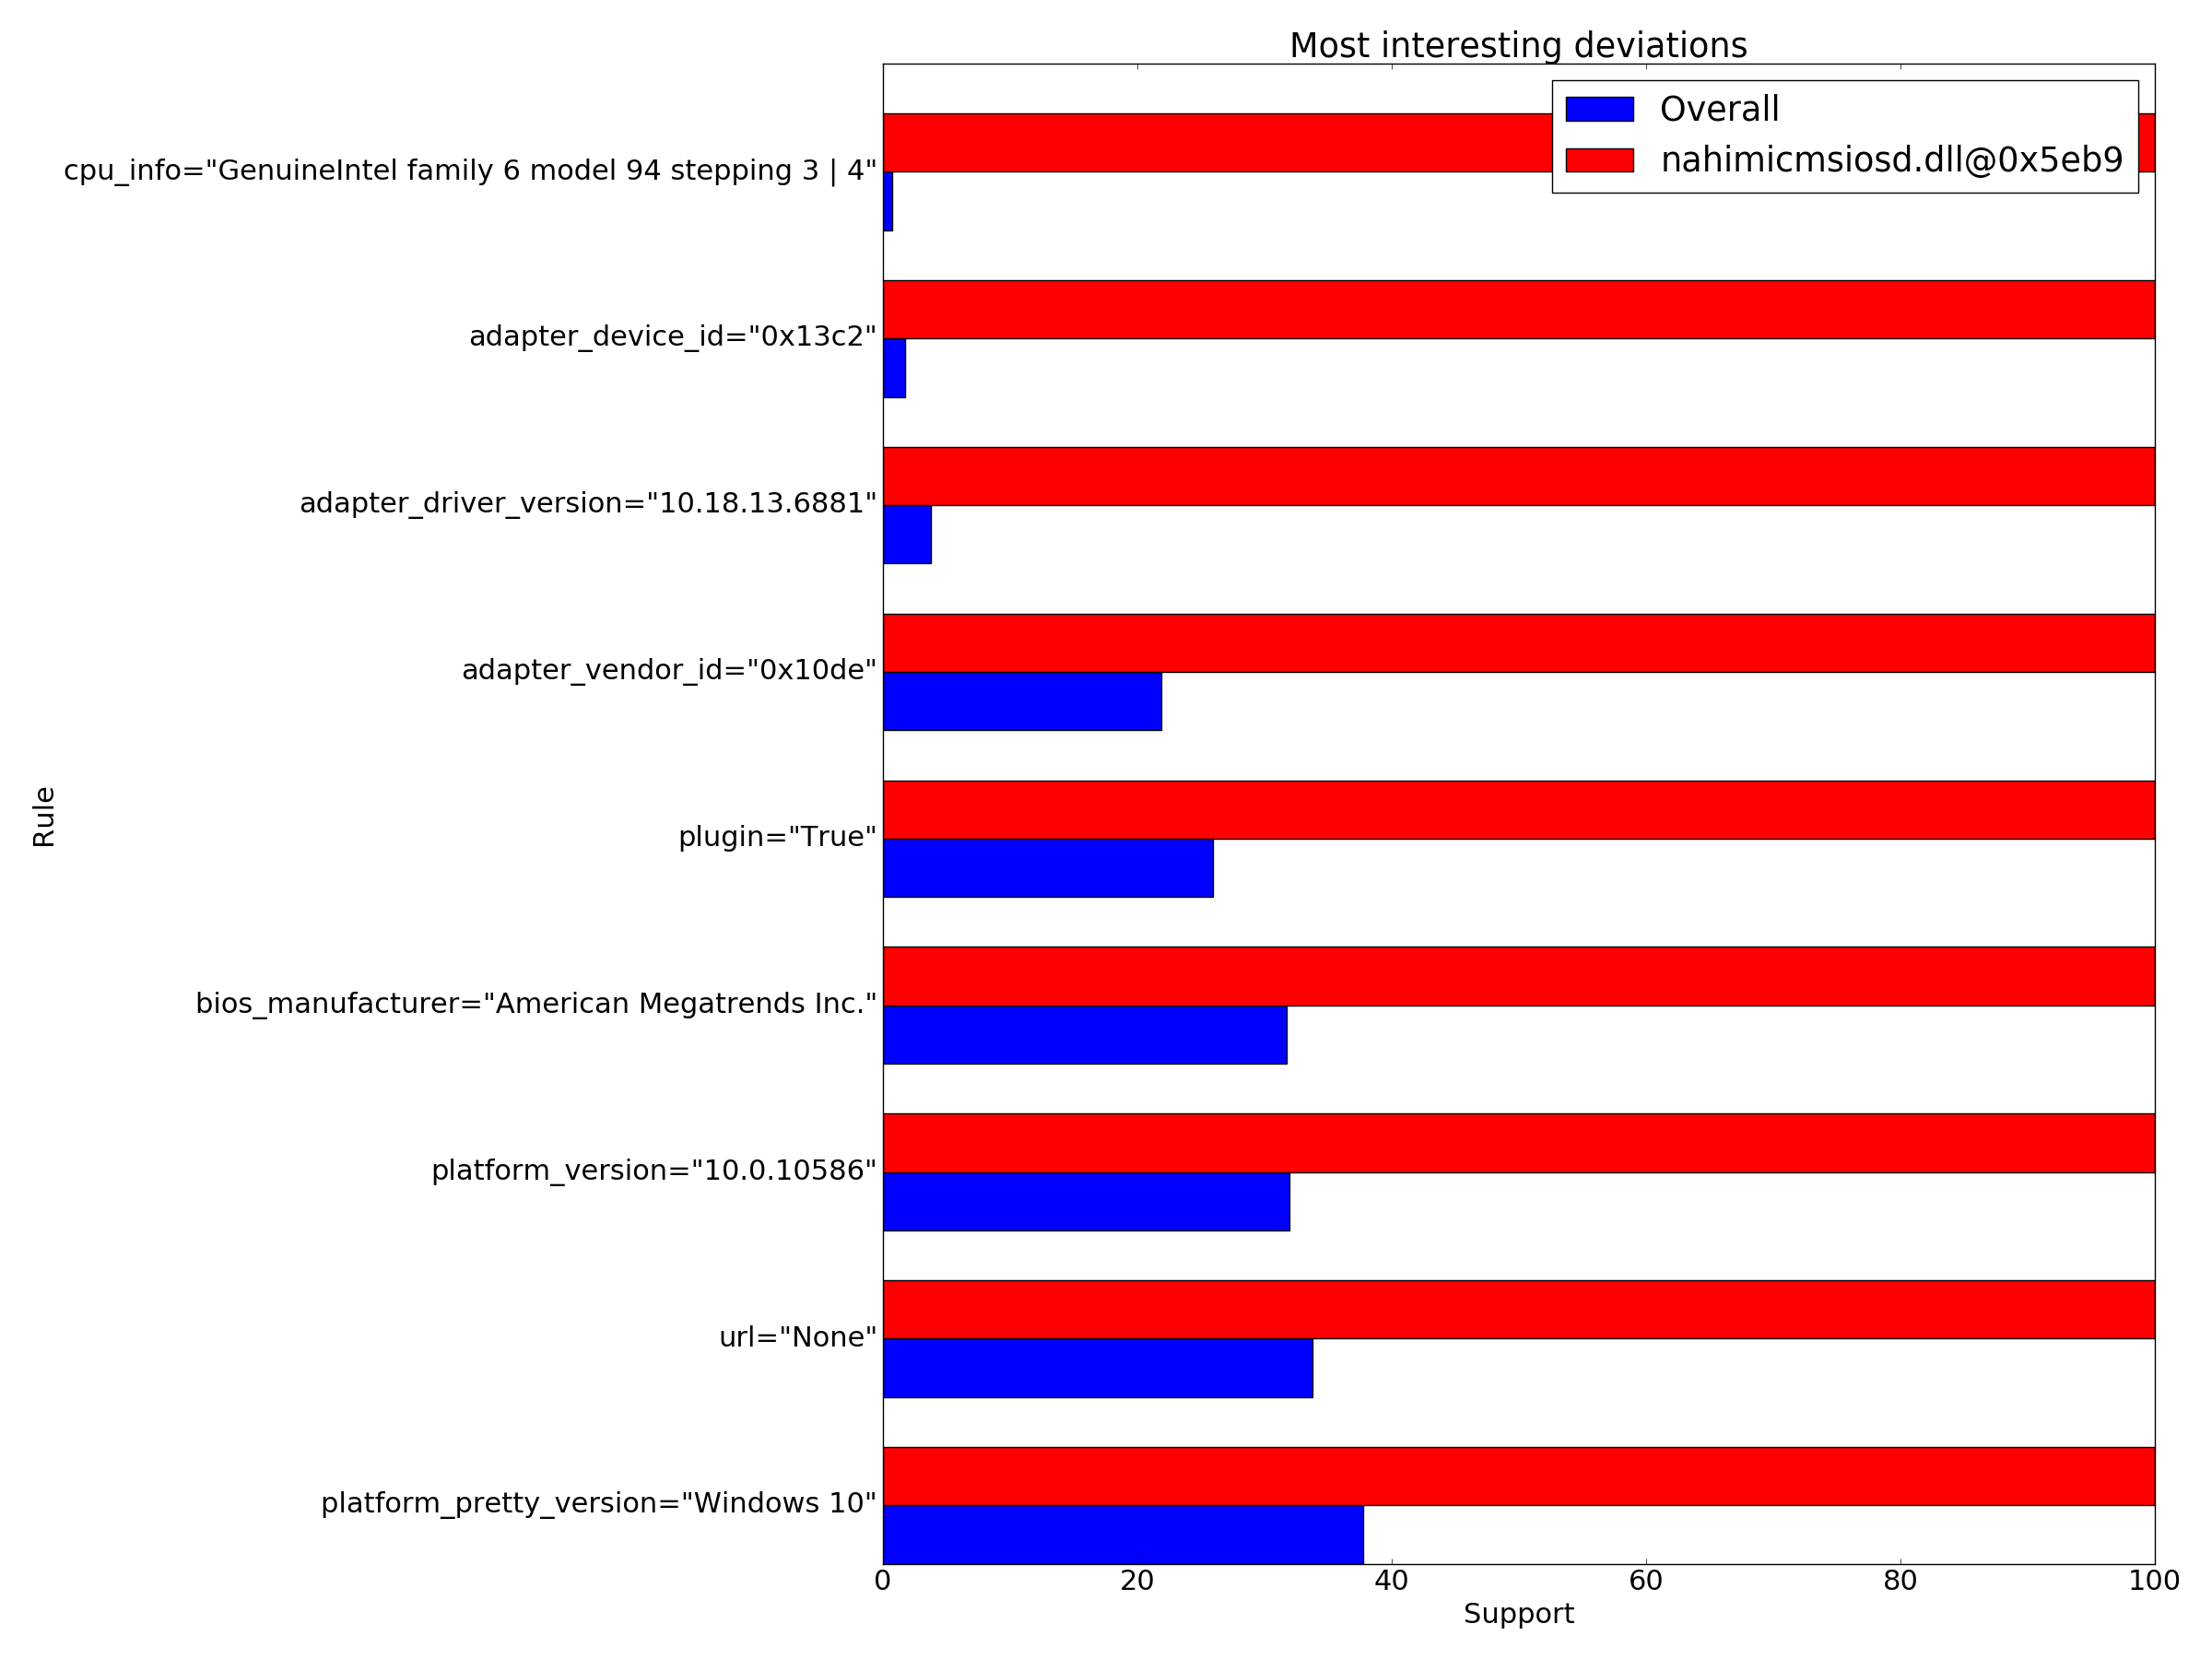 Most interesting deviations
Overall
nahimicmsiosd.dll@0x5eb9
cpu_info="GenuineIntel family 6 model 94 stepping 3 | 4"
adapter_device_id="0x13c2"
adapter_driver_version="10.18.13.6881"
adapter_vendor_id="0x10de"
plugin="True"
bios_manufacturer="American Megatrends Inc."
platform_version="10.0.10586"
url="None"
platform_pretty_version="Windows 10"
Rule
0 20 40 60 80 100
Support